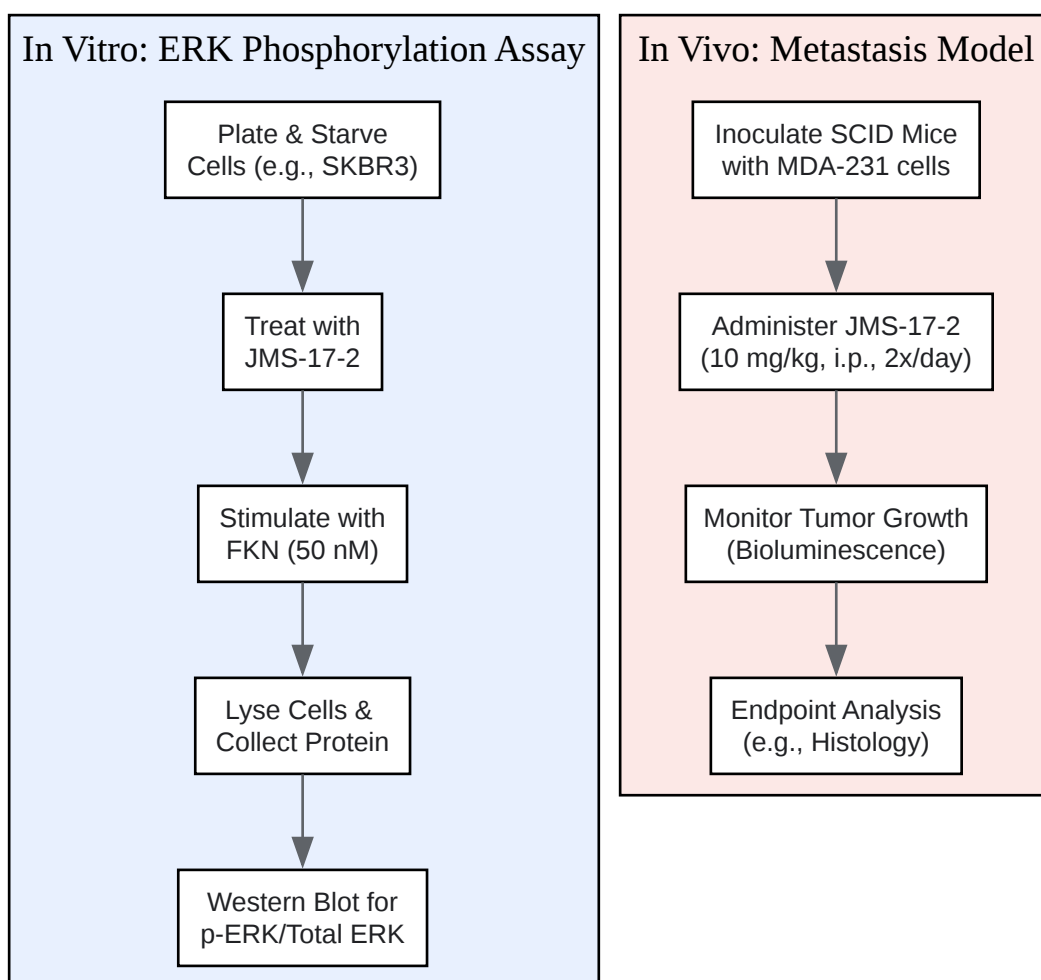 In Vitro: ERK Phosphorylation Assay
Plate & Starve
Cells (e.g., SKBR3)
Treat with
JMS-17-2
Stimulate with
FKN (50 nM)
Lyse Cells &
Collect Protein
Western Blot for
p-ERK/Total ERK
In Vivo: Metastasis Model
Inoculate SCID Mice
with MDA-231 cells
Administer JMS-17-2
(10 mg/kg, i.p., 2x/day)
Monitor Tumor Growth
(Bioluminescence)
Endpoint Analysis
(e.g., Histology)